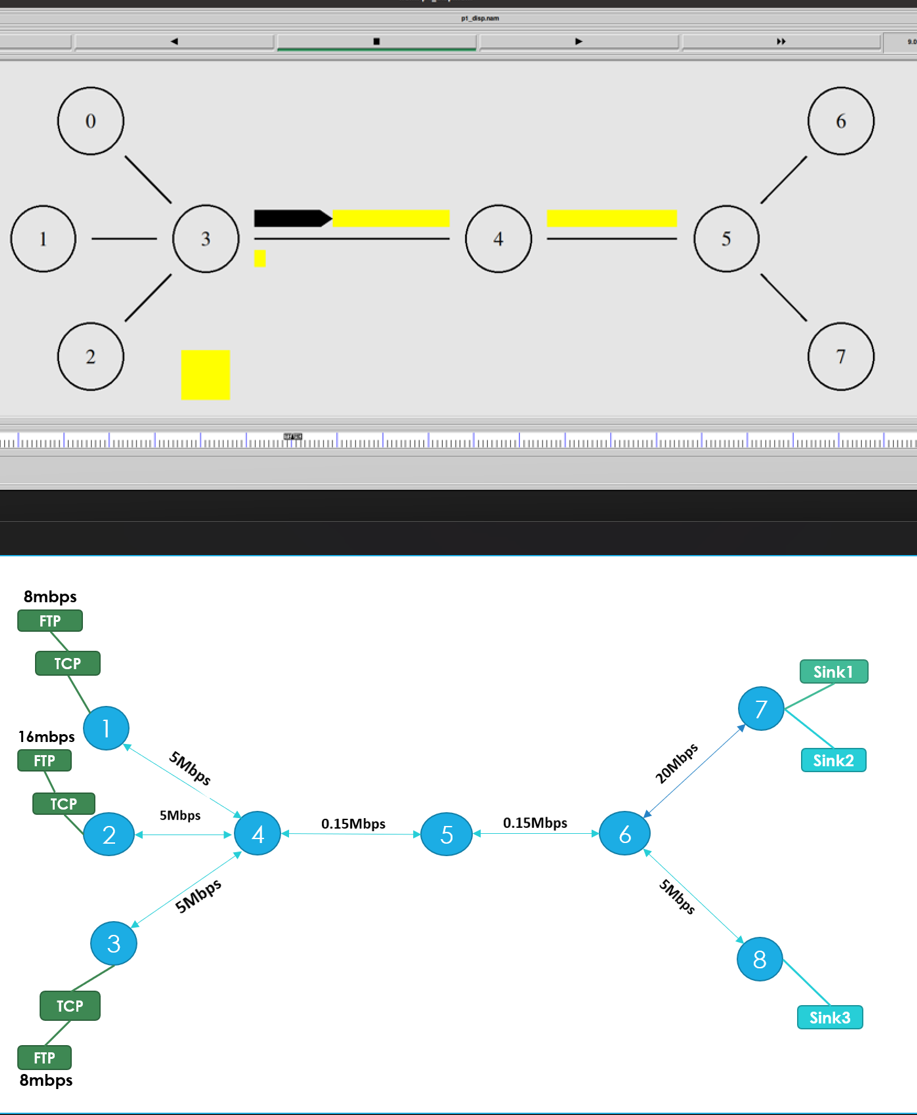 p1_disp.nam
9.0
0
6
1
3
4
5
2
7
8mbps
FTP
TCP
Sink1
7
1
16mbps
5Mbps
20Mbps
Sink2
FTP
TCP
5Mbps
0.15Mbps
0.15Mbps
2
4
5
6
5Mbps
5Mbps
3
8
TCP
Sink3
FTP
8mbps